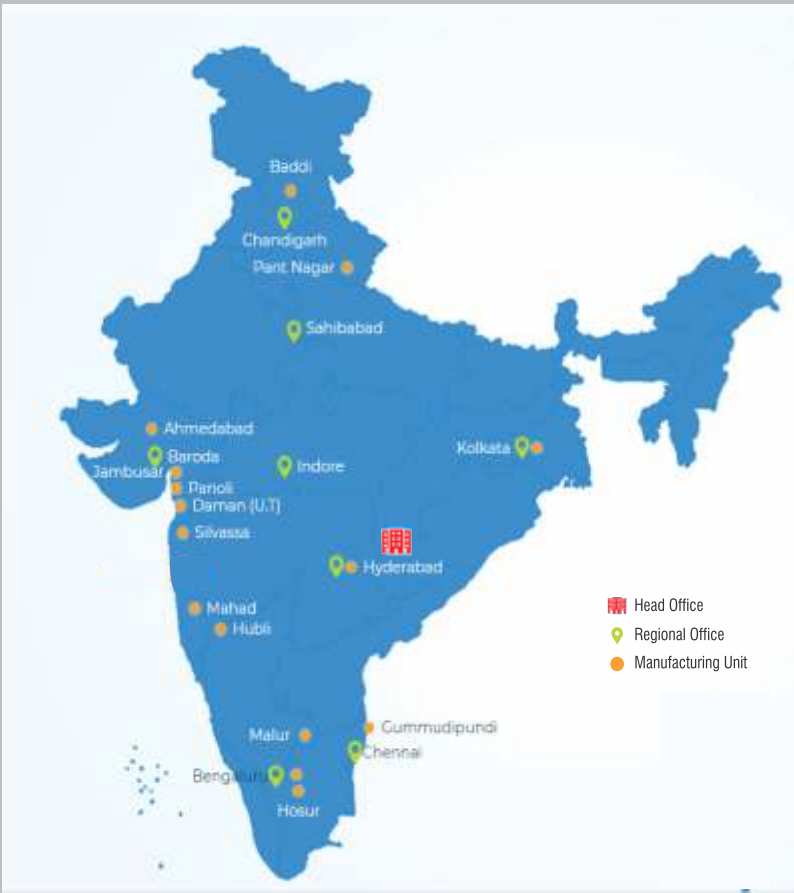 Baddi
Chandigarh
Pant Nagar
Sahibabad
Ahmedabad
Baroda
Jambusar
Indore
Kolkata
Panoli
Daman (U.T)
Silvassa
Hyderabad
Head Office
Mahad
Hubli
Regional Office
Manufacturing Unit
Gummudipundi
Malur
Chennai
Bengaluru
Hosur